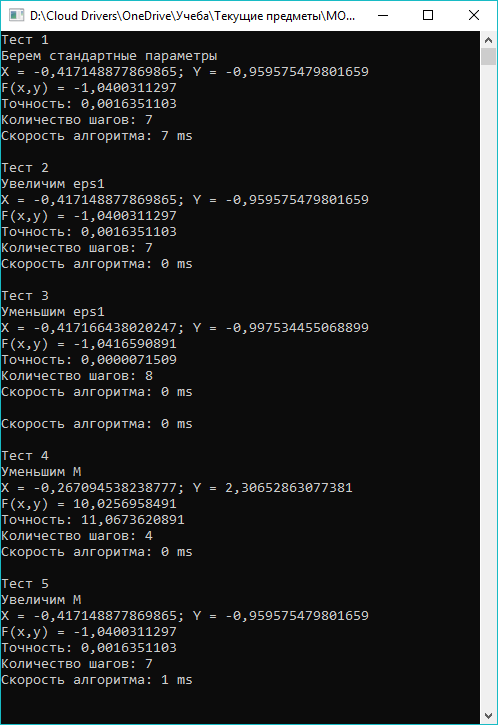 D:\Cloud Drivers\OneDrive\Учеба\Текущие предметы\МО...
Тест 1
Берем стандартные параметры
X = -0,417148877869865; Y = -0,959575479801659
F(x,y) = -1,0400311297
Точность: 0,0016351103
Количество шагов: 7
Скорость алгоритма: 7 ms
Тест 2
Увеличим eps1
X = -0,417148877869865; Y = -0,959575479801659
F(x,y) = -1,0400311297
Точность: 0,0016351103
Количество шагов: 7
Скорость алгоритма: 0 ms
Тест 3
Уменьшим eps1
X = -0,417166438020247; Y = -0,997534455068899
F(x,y) = -1,0416590891
Точность: 0,0000071509
Количество шагов: 8
Скорость алгоритма: 0 ms
Скорость алгоритма: 0 ms
Тест 4
Уменьшим M
X = -0,267094538238777; Y = 2,30652863077381
F(x,y) = 10,0256958491
Точность: 11,0673620891
Количество шагов: 4
Скорость алгоритма: 0 ms
Тест 5
Увеличим M
X = -0,417148877869865; Y = -0,959575479801659
F(x,y) = -1,0400311297
Точность: 0,0016351103
Количество шагов: 7
Скорость алгоритма: 1 ms